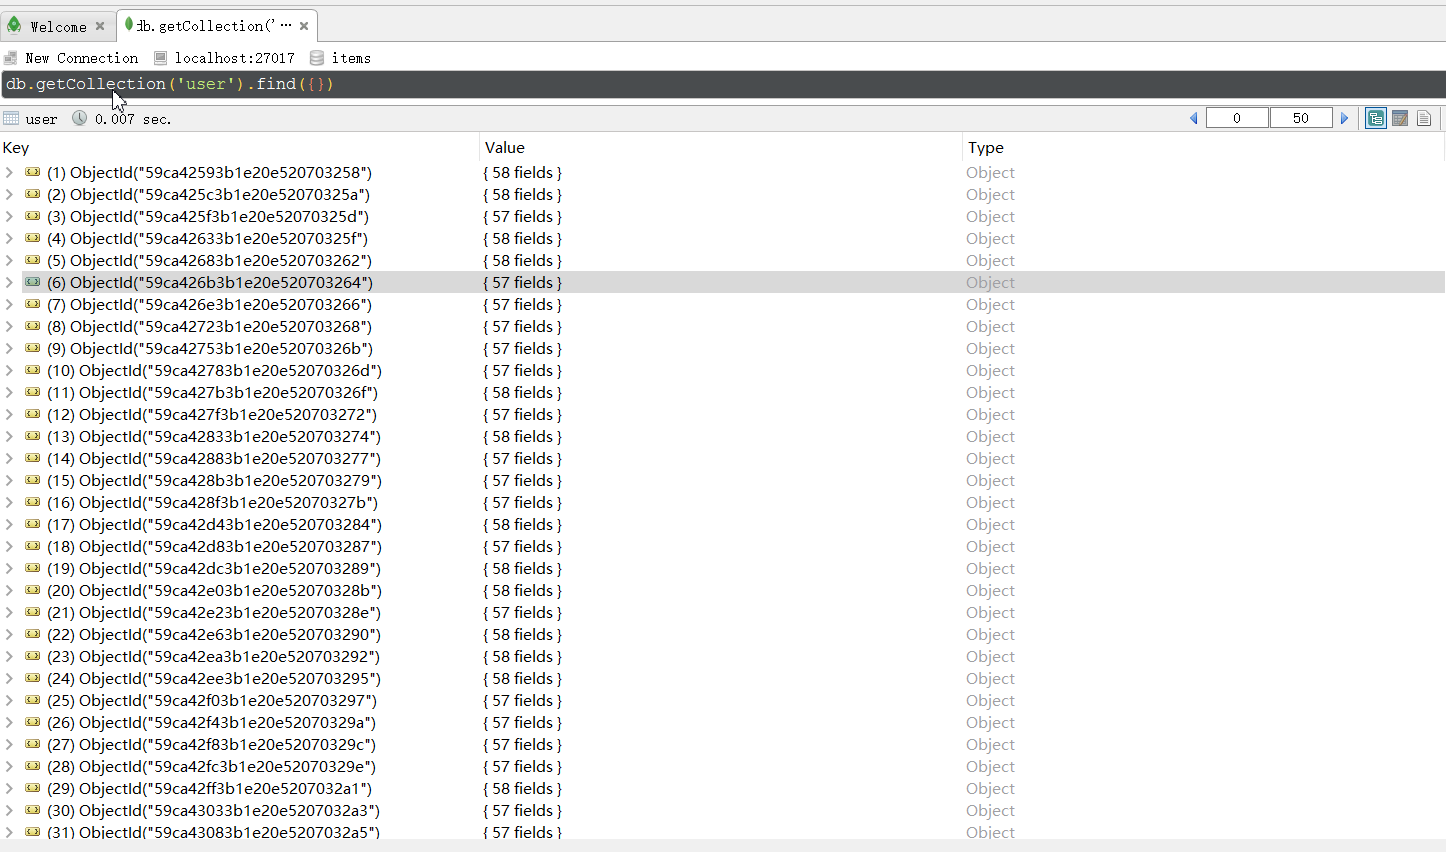 Welcome
db.getCollection('…
New Connection localhost:27017 items
db.getCollection('user').find({})
user 0.007 sec. 0 50
Key Value Type
(1) ObjectId("59ca42593b1e20e520703258") { 58 fields } Object
(2) ObjectId("59ca425c3b1e20e52070325a") { 58 fields } Object
(3) ObjectId("59ca425f3b1e20e52070325d") { 57 fields } Object
(4) ObjectId("59ca42633b1e20e52070325f") { 58 fields } Object
(5) ObjectId("59ca42683b1e20e520703262") { 58 fields } Object
(6) ObjectId("59ca426b3b1e20e520703264") { 57 fields } Object
(7) ObjectId("59ca426e3b1e20e520703266") { 57 fields } Object
(8) ObjectId("59ca42723b1e20e520703268") { 57 fields } Object
(9) ObjectId("59ca42753b1e20e52070326b") { 57 fields } Object
(10) ObjectId("59ca42783b1e20e52070326d") { 57 fields } Object
(11) ObjectId("59ca427b3b1e20e52070326f") { 58 fields } Object
(12) ObjectId("59ca427f3b1e20e520703272") { 57 fields } Object
(13) ObjectId("59ca42833b1e20e520703274") { 58 fields } Object
(14) ObjectId("59ca42883b1e20e520703277") { 57 fields } Object
(15) ObjectId("59ca428b3b1e20e520703279") { 57 fields } Object
(16) ObjectId("59ca428f3b1e20e52070327b") { 57 fields } Object
(17) ObjectId("59ca42d43b1e20e520703284") { 58 fields } Object
(18) ObjectId("59ca42d83b1e20e520703287") { 57 fields } Object
(19) ObjectId("59ca42dc3b1e20e520703289") { 58 fields } Object
(20) ObjectId("59ca42e03b1e20e52070328b") { 58 fields } Object
(21) ObjectId("59ca42e23b1e20e52070328e") { 57 fields } Object
(22) ObjectId("59ca42e63b1e20e520703290") { 58 fields } Object
(23) ObjectId("59ca42ea3b1e20e520703292") { 58 fields } Object
(24) ObjectId("59ca42ee3b1e20e520703295") { 58 fields } Object
(25) ObjectId("59ca42f03b1e20e520703297") { 57 fields } Object
(26) ObjectId("59ca42f43b1e20e52070329a") { 57 fields } Object
(27) ObjectId("59ca42f83b1e20e52070329c") { 57 fields } Object
(28) ObjectId("59ca42fc3b1e20e52070329e") { 57 fields } Object
(29) ObjectId("59ca42ff3b1e20e5207032a1") { 58 fields } Object
(30) ObjectId("59ca43033b1e20e5207032a3") { 57 fields } Object
(31) ObjectId("59ca43083b1e20e5207032a5") { 57 fields } Object